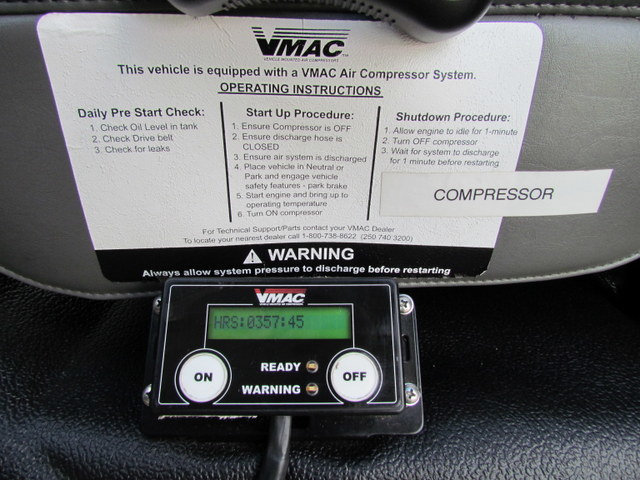 VMAC
VEHICLE MOUNTED AIR COMPRESSORS
This vehicle is equipped with a VMAC Air Compressor System.
OPERATING INSTRUCTIONS
Daily Pre Start Check:
1. Check Oil Level in tank
2. Check Drive belt
3. Check for leaks
Start Up Procedure:
1. Ensure Compressor is OFF
2. Ensure discharge hose is
CLOSED
3. Ensure air system is discharged
4. Place vehicle in Neutral or
Park and engage vehicle
safety features - park brake
5. Start engine and bring up to
operating temperature
6. Turn ON compressor
Shutdown Procedure:
1. Allow engine to idle for 1-minute
2. Turn OFF compressor
3. Wait for system to discharge
for 1 minute before restarting
COMPRESSOR
For Technical Support/Parts contact your VMAC Dealer
To locate your nearest dealer call 1-800-738-8622 (250 740 3200)
WARNING
Always allow system pressure to discharge before restarting
VMAC
HRS:0357:45
ON
READY
WARNING
OFF